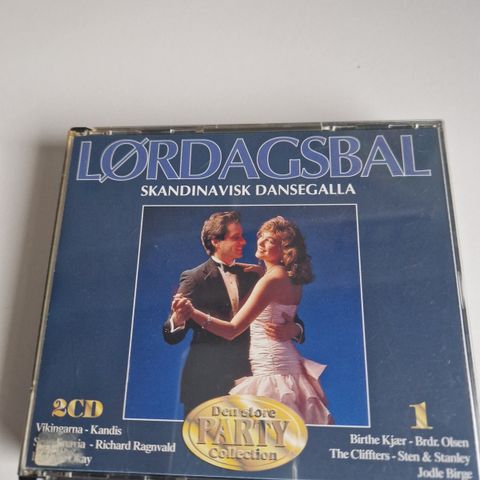 LØRDAGSBAL
SKANDINAVISK DANSEGALLA
2CD
Vikingarna - Kandis
- Richard Ragnvald
Okay
Den store
PARTY
Collection
1
Birthe Kjær - Brdr. Olsen
The Cliffters - Sten & Stanley
Jodle Birge